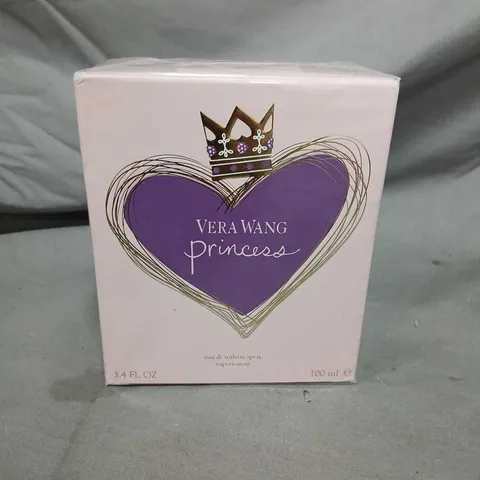 VERA WANG
princess
eau de toilette spray
vaporisateur
3.4 FL OZ 100 ml e